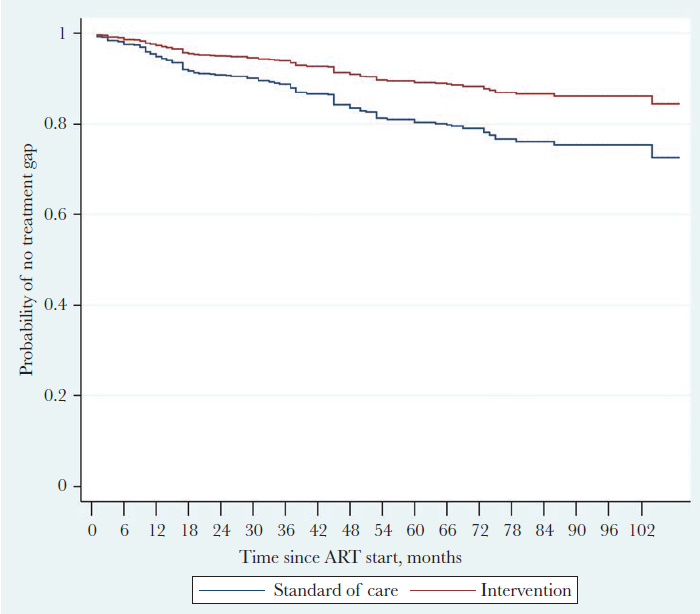 Probability of no treatment gap
1
0.8
0.6
0.4
0.2
0
0 6 12 18 24 30 36 42 48 54 60 66 72 78 84 90 96 102
Time since ART start, months
Standard of care Intervention